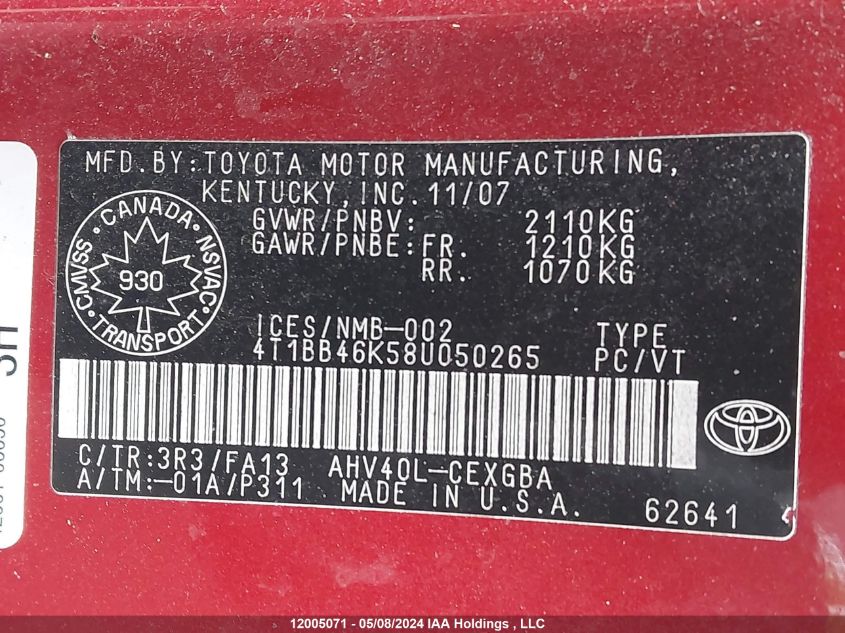 MFD.BY:TOYOTA MOTOR MANUFACTURING,
KENTUCKY,INC.11/07
GVWR/PNBV: 2110KG
GAWR/PNBE:FR. 1210KG
RR. 1070KG
CANADA
CMVSS
NSVAC
930
TRANSPORT
ICES/NMB-002 TYPE
4T1BB46K58U050265 PC/VT
C/TR:3R3/FA13 AHV40L-CEXGBA
A/TM:-01A/P311 MADE IN U.S.A.
62641
12005071 - 05/08/2024 IAA Holdings , LLC